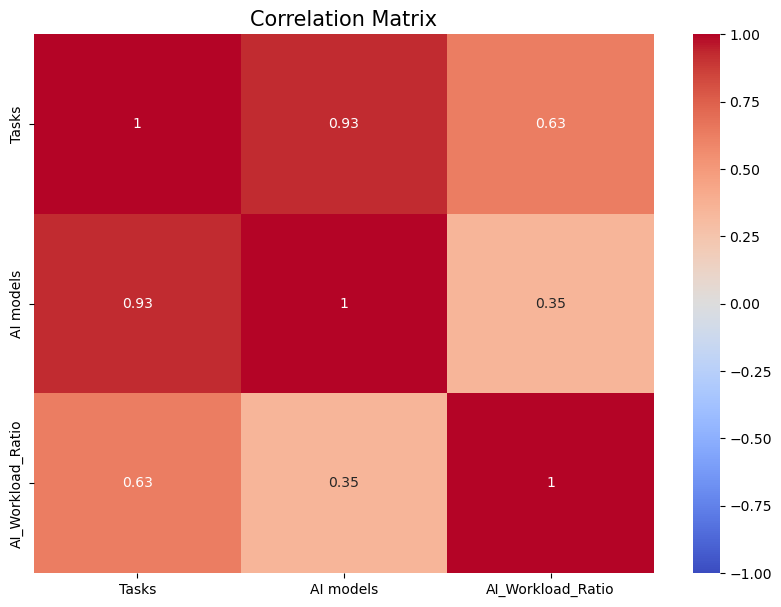 Correlation Matrix
Tasks
1
0.93
0.63
AI models
0.93
1
0.35
AI_Workload_Ratio
0.63
0.35
1
Tasks
AI models
AI_Workload_Ratio
1.00
0.75
0.50
0.25
0.00
−0.25
−0.50
−0.75
−1.00